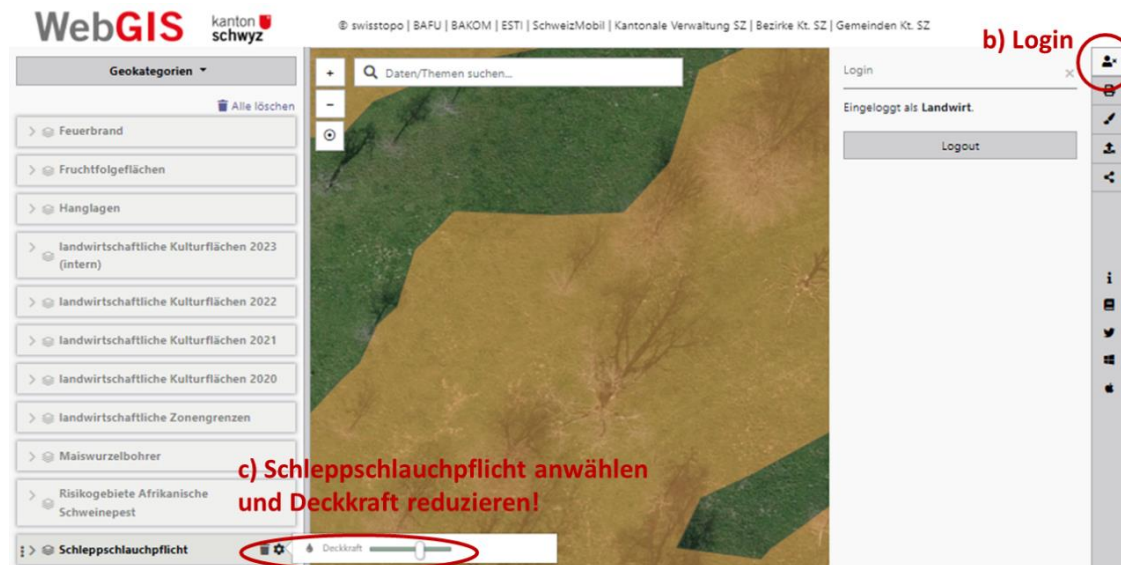 WebGIS kanton schwyz
© swisstopo | BAFU | BAKOM | ESTI | SchweizMobil | Kantonale Verwaltung SZ | Bezirke Kt. SZ | Gemeinden Kt. SZ
b) Login
Geokategorien
Daten/Themen suchen...
Alle löschen
Feuerbrand
Fruchtfolgeflächen
Hanglagen
landwirtschaftliche Kulturflächen 2023
(intern)
landwirtschaftliche Kulturflächen 2022
landwirtschaftliche Kulturflächen 2021
landwirtschaftliche Kulturflächen 2020
landwirtschaftliche Zonengrenzen
Maiswurzelbohrer
Risikogebiete Afrikanische
Schweinepest
Schleppschlauchpflicht
c) Schleppschlauchpflicht anwählen
und Deckkraft reduzieren!
Deckkraft
Login
Eingeloggt als Landwirt.
Logout